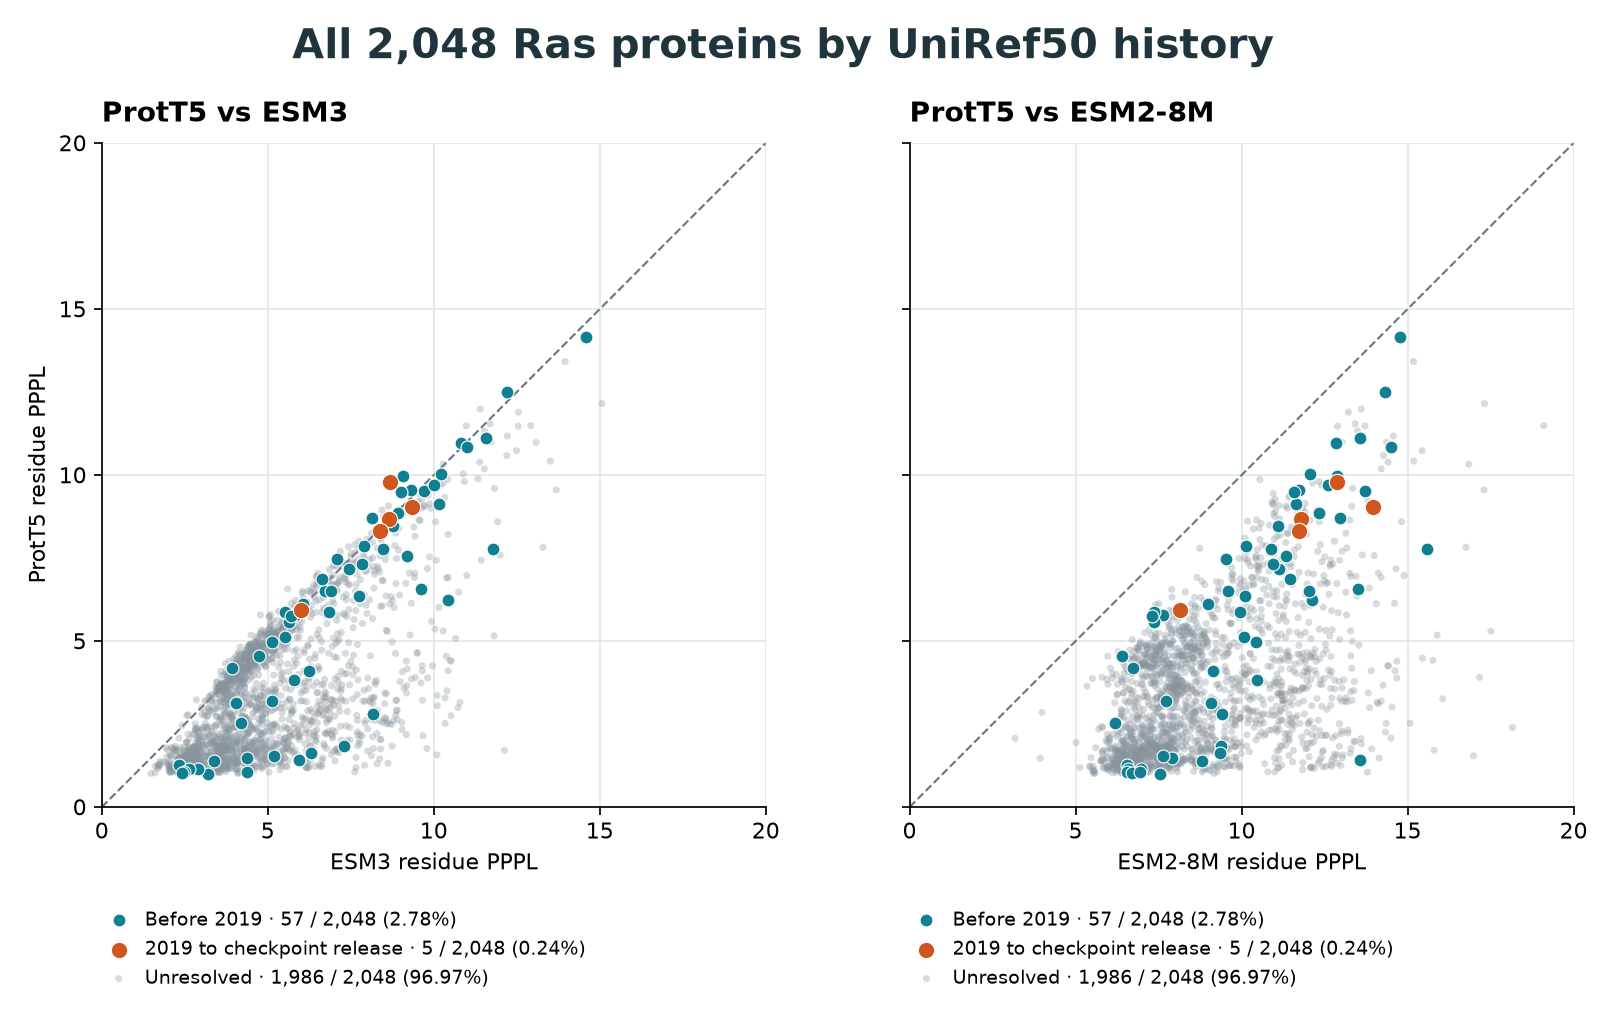 All 2,048 Ras proteins by UniRef50 history
ProtT5 vs ESM3
ProtT5 residue PPPL
20
15
10
5
0
0
5
10
15
20
ESM3 residue PPPL
Before 2019 · 57 / 2,048 (2.78%)
2019 to checkpoint release · 5 / 2,048 (0.24%)
Unresolved · 1,986 / 2,048 (96.97%)
ProtT5 vs ESM2-8M
0
5
10
15
20
ESM2-8M residue PPPL
Before 2019 · 57 / 2,048 (2.78%)
2019 to checkpoint release · 5 / 2,048 (0.24%)
Unresolved · 1,986 / 2,048 (96.97%)